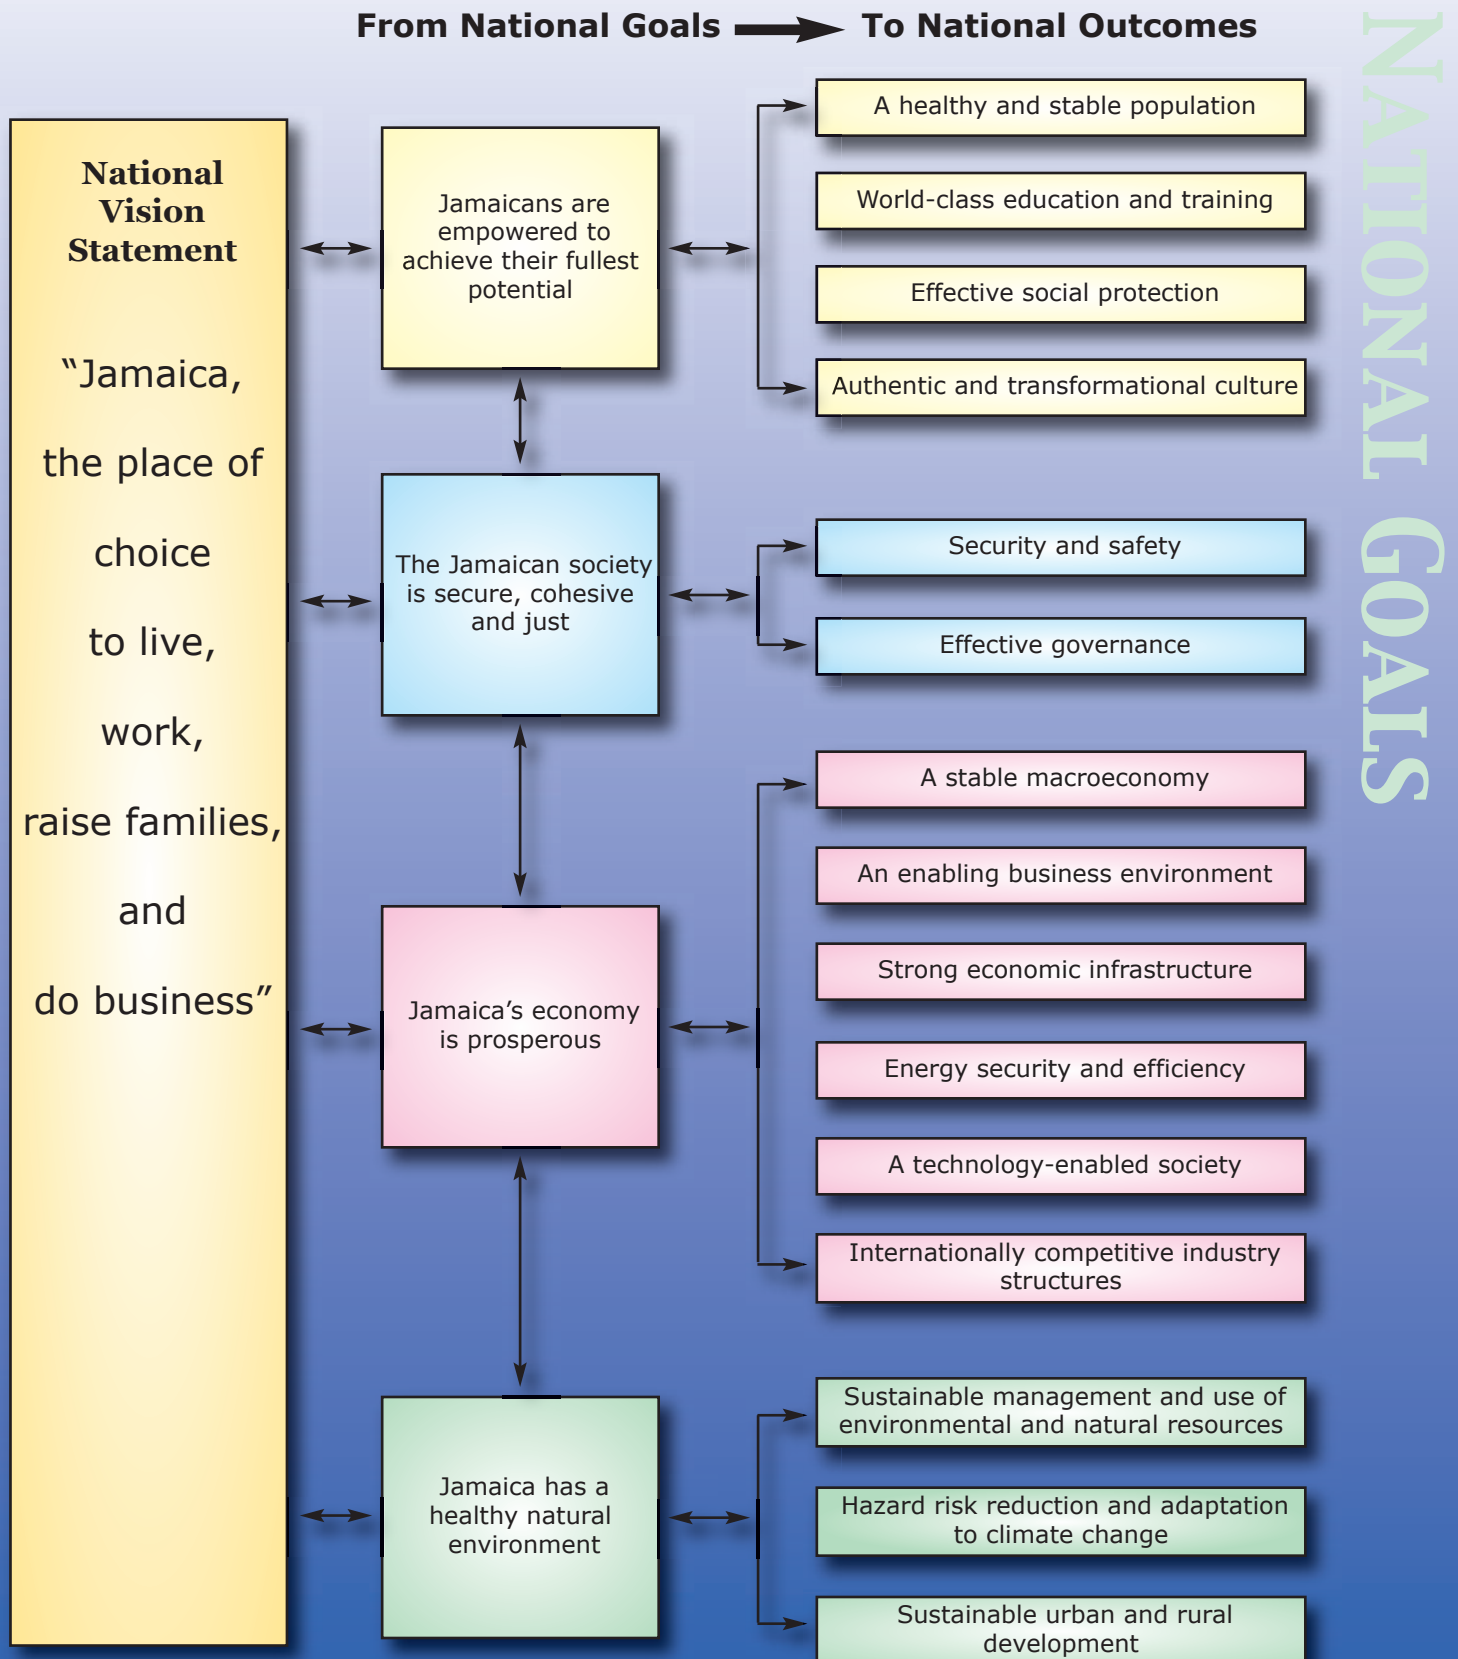 From National Goals To National Outcomes
NATIONAL GOALS
National
Vision
Statement
“Jamaica,
the place of
choice
to live,
work,
raise families,
and
do business”
Jamaicans are
empowered to
achieve their fullest
potential
A healthy and stable population
World-class education and training
Effective social protection
Authentic and transformational culture
The Jamaican society
is secure, cohesive
and just
Security and safety
Effective governance
Jamaica’s economy
is prosperous
A stable macroeconomy
An enabling business environment
Strong economic infrastructure
Energy security and efficiency
A technology-enabled society
Internationally competitive industry
structures
Jamaica has a
healthy natural
environment
Sustainable management and use of
environmental and natural resources
Hazard risk reduction and adaptation
to climate change
Sustainable urban and rural
development